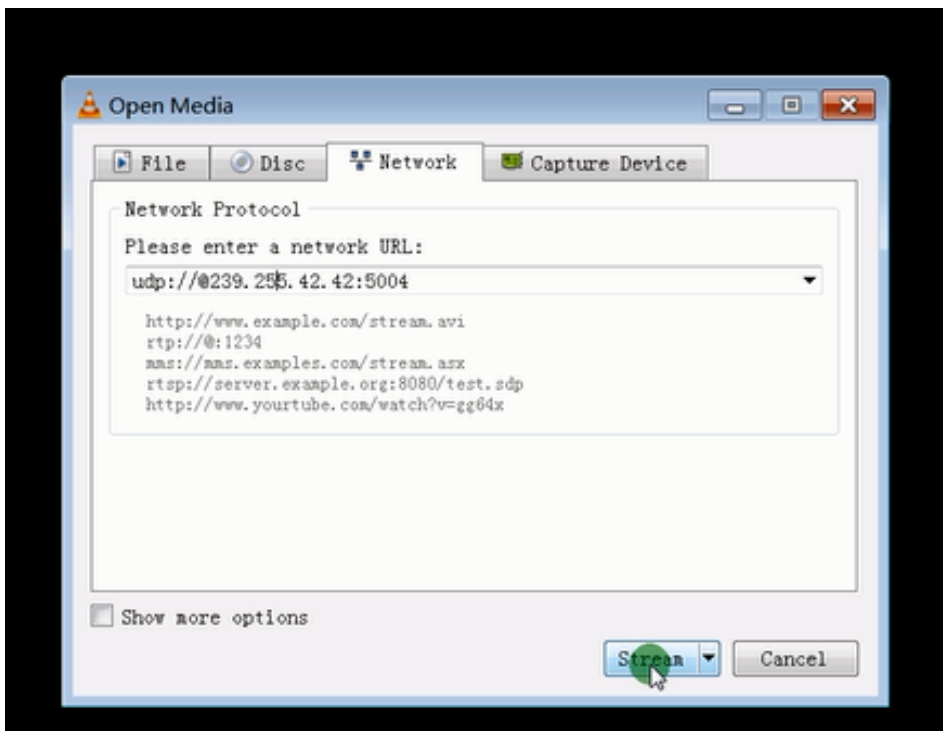 Open Media
File Disc Network Capture Device
Network Protocol
Please enter a network URL:
udp://@239.255.42.42:5004
http://www.example.com/stream.avi
rtp://@:1234
mms://mms.examples.com/stream.asx
rtsp://server.example.org:8080/test.sdp
http://www.yourtube.com/watch?v=gg64x
Show more options
Stream Cancel